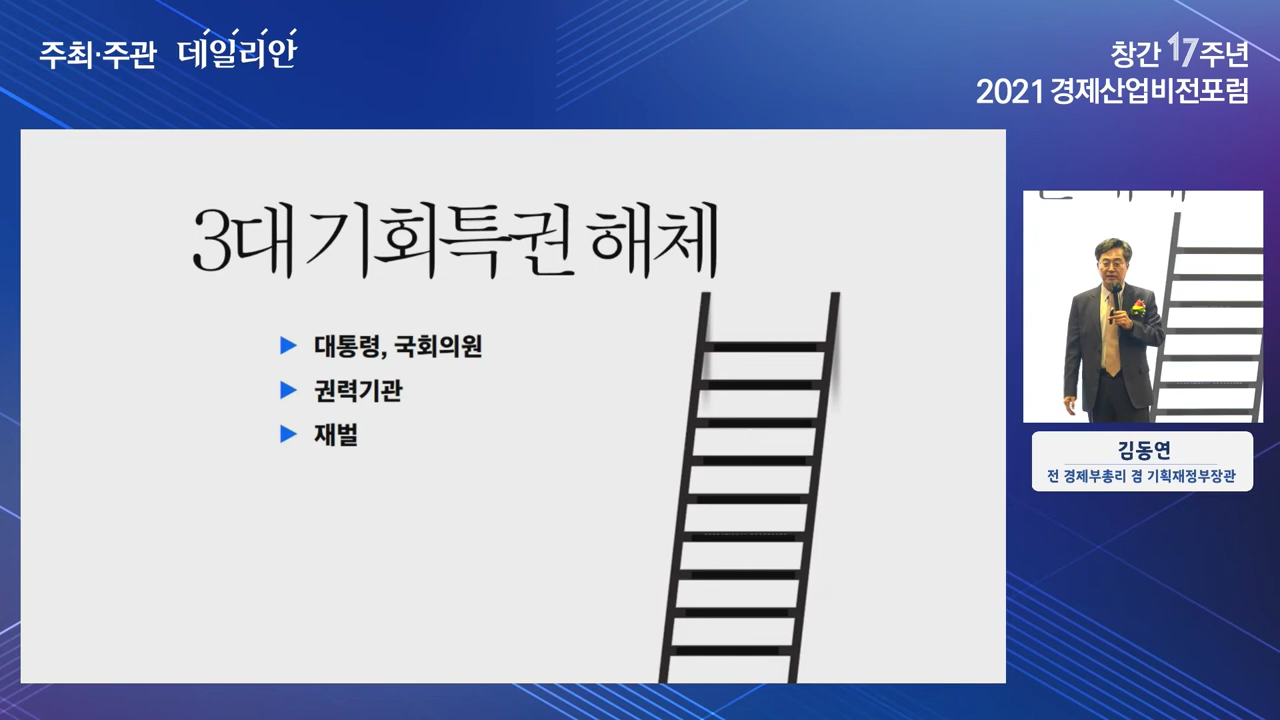 주최·주관 데일리안
창간 17주년
2021 경제산업비전포럼
3대 기회특권 해체
▶ 대통령, 국회의원
▶ 권력기관
▶ 재벌
김동연
전 경제부총리 겸 기획재정부장관